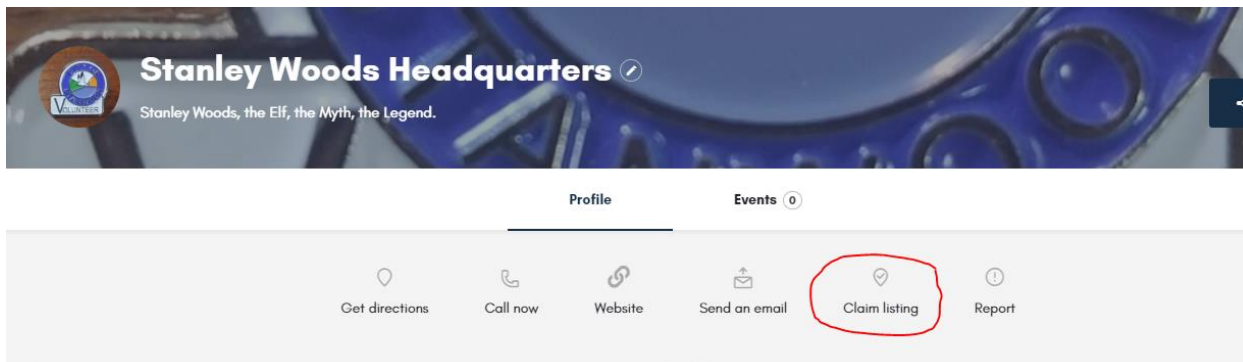 Stanley Woods Headquarters
Stanley Woods, the Elf, the Myth, the Legend.
VOLUNTEER
Profile
Events 0
Get directions
Call now
Website
Send an email
Claim listing
Report